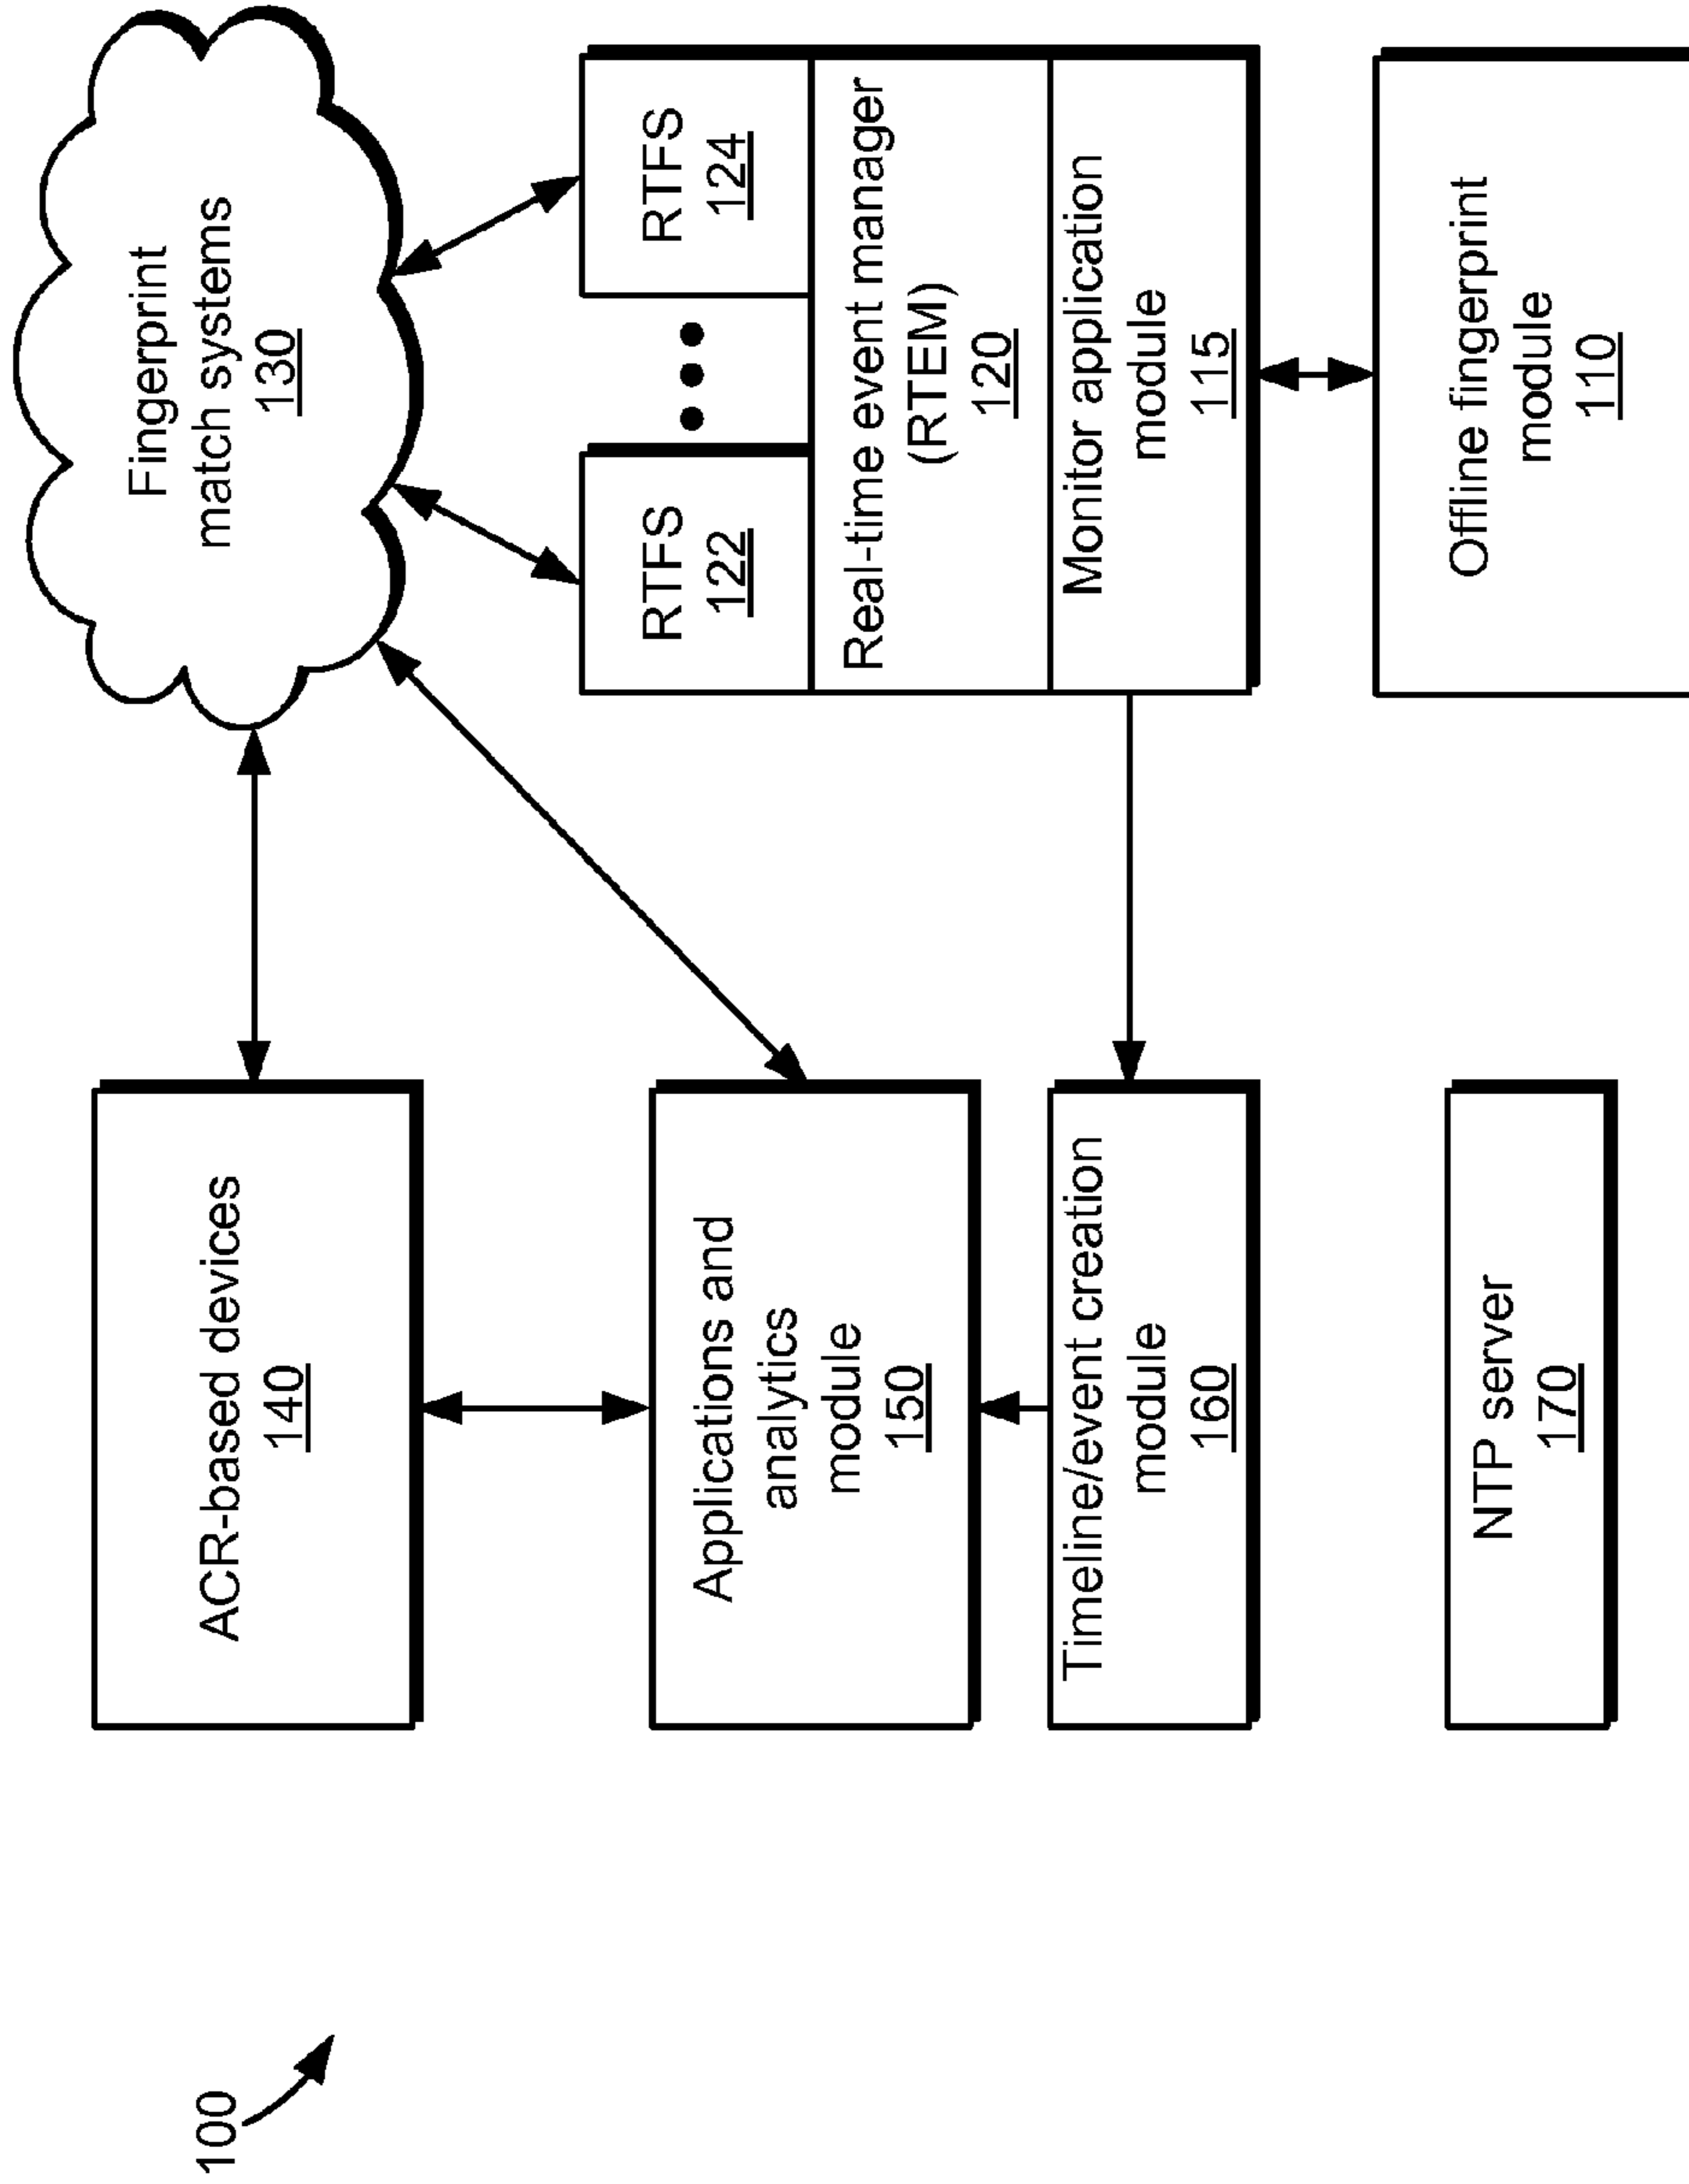 100
ACR-based devices
140
Fingerprint
match systems
130
Applications and
analytics
module
150
RTFS
122
RTFS
124
Real-time event manager
(RTEM)
120
Timeline/event creation
module
160
Monitor application
module
115
NTP server
170
Offline fingerprint
module
110